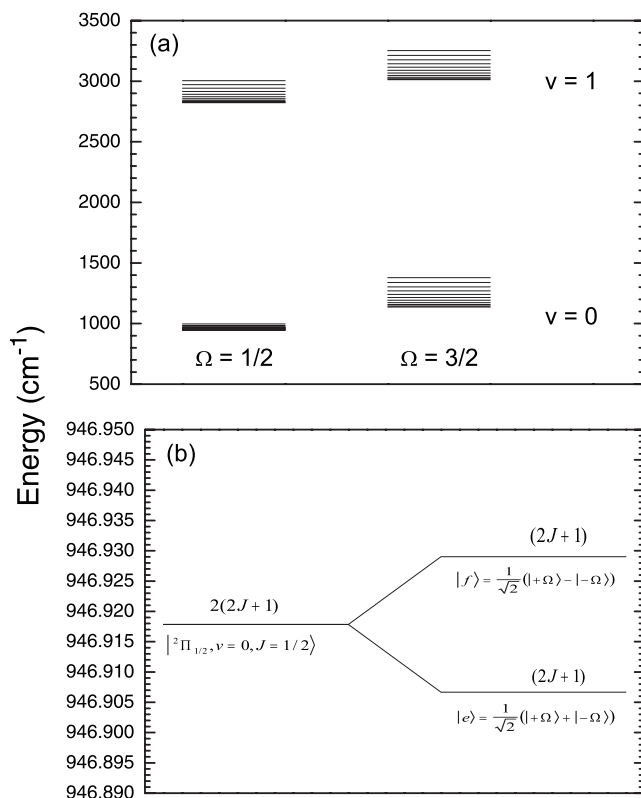 3500
(a)
3000
v = 1
2500
2000
1500
1000
v = 0
Ω = 1/2
Ω = 3/2
500
Energy (cm⁻¹)
946.950
(b)
946.945
946.940
946.935
946.930
(2J+1)
946.925
|f⟩ = 1/√2 (|+Ω⟩−|−Ω⟩)
946.920
2(2J+1)
946.915
|²Π₁/₂, v = 0, J = 1/2⟩
946.910
(2J+1)
946.905
|e⟩ = 1/√2 (|+Ω⟩+|−Ω⟩)
946.900
946.895
946.890